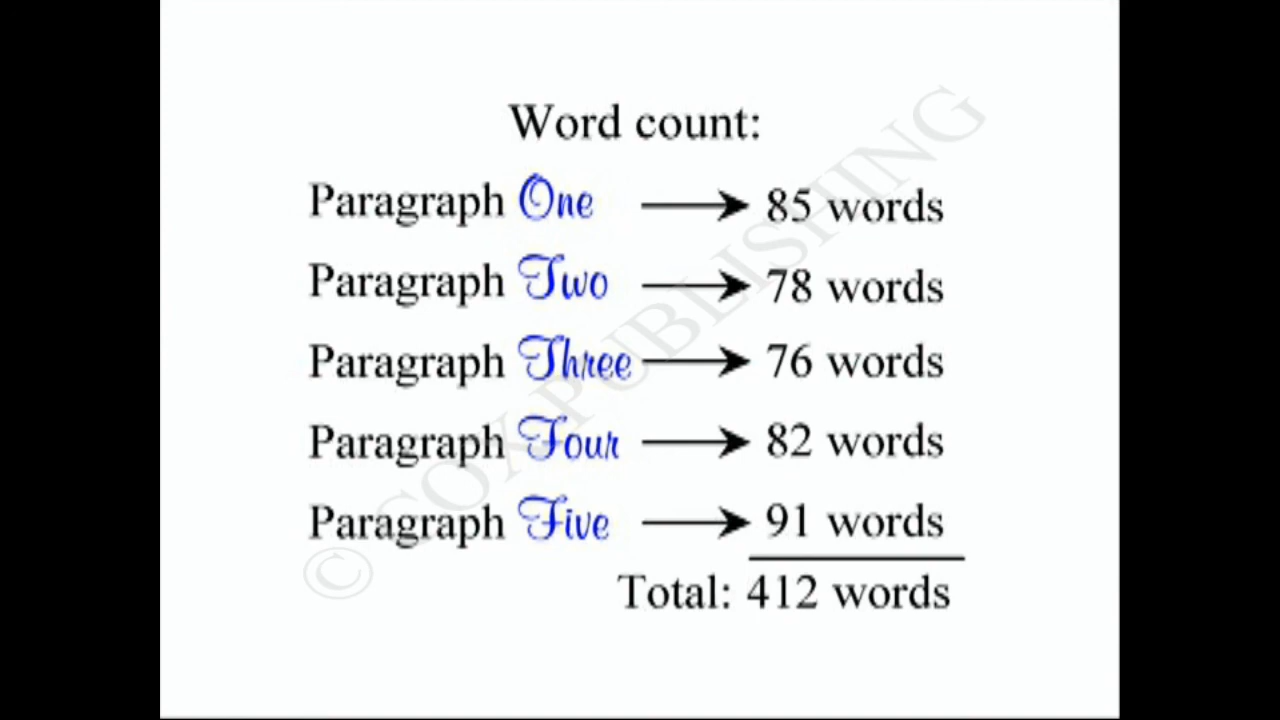 Word count:
Paragraph One → 85 words
Paragraph Two → 78 words
Paragraph Three → 76 words
Paragraph Four → 82 words
Paragraph Five → 91 words
Total: 412 words
© COX PUBLISHING